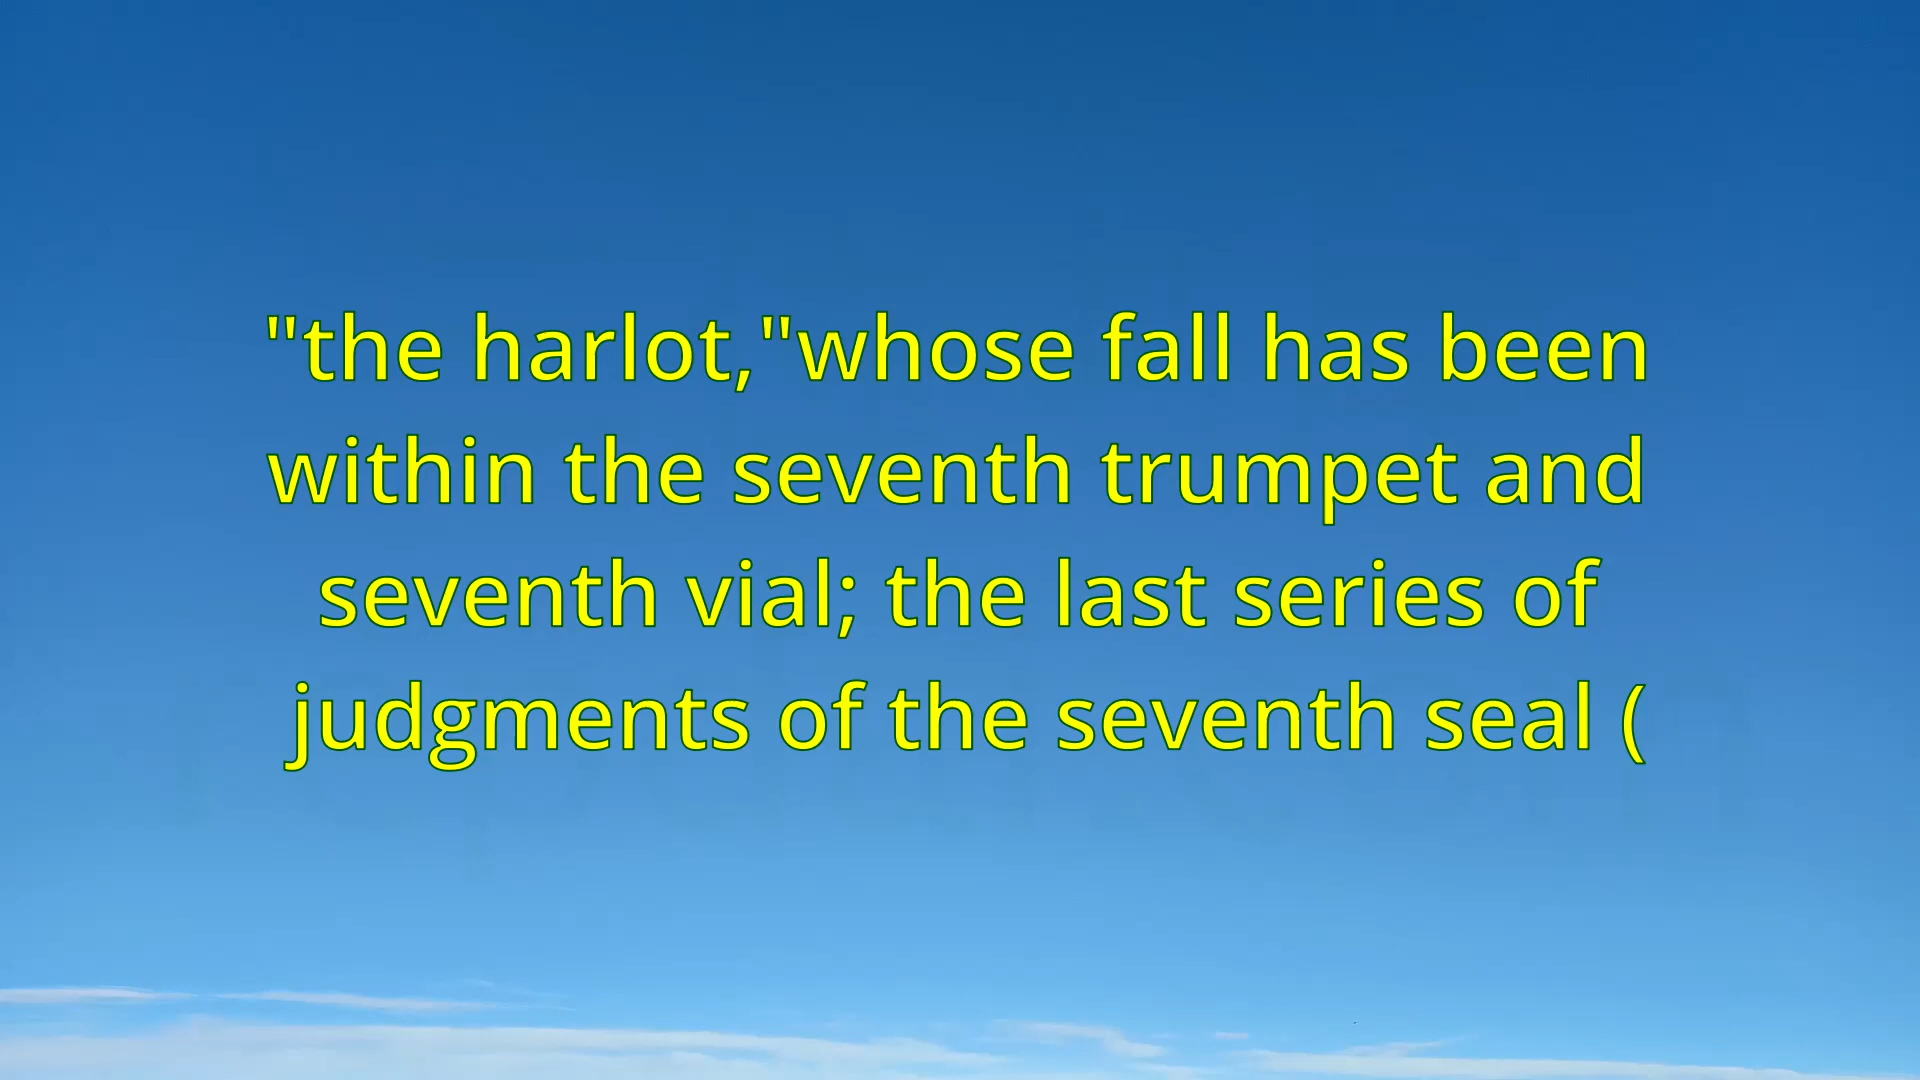 "the harlot,"whose fall has been
within the seventh trumpet and
seventh vial; the last series of
judgments of the seventh seal (